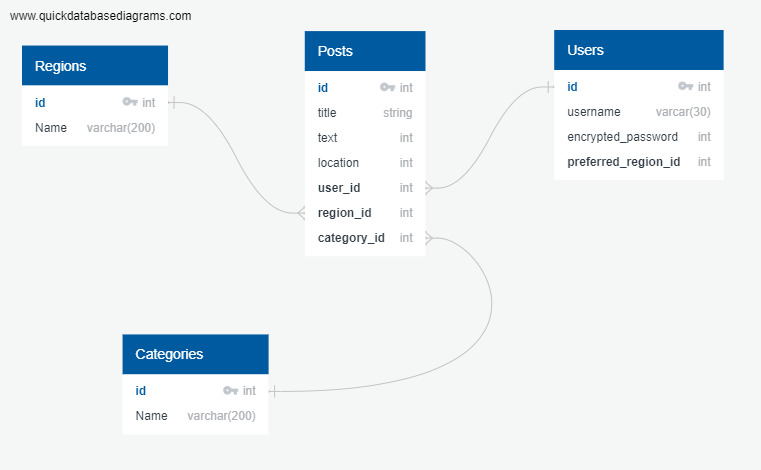 www.quickdatabasediagrams.com
Regions
id int
Name varchar(200)
Posts
id int
title string
text int
location int
user_id int
region_id int
category_id int
Users
id int
username varcar(30)
encrypted_password int
preferred_region_id int
Categories
id int
Name varchar(200)